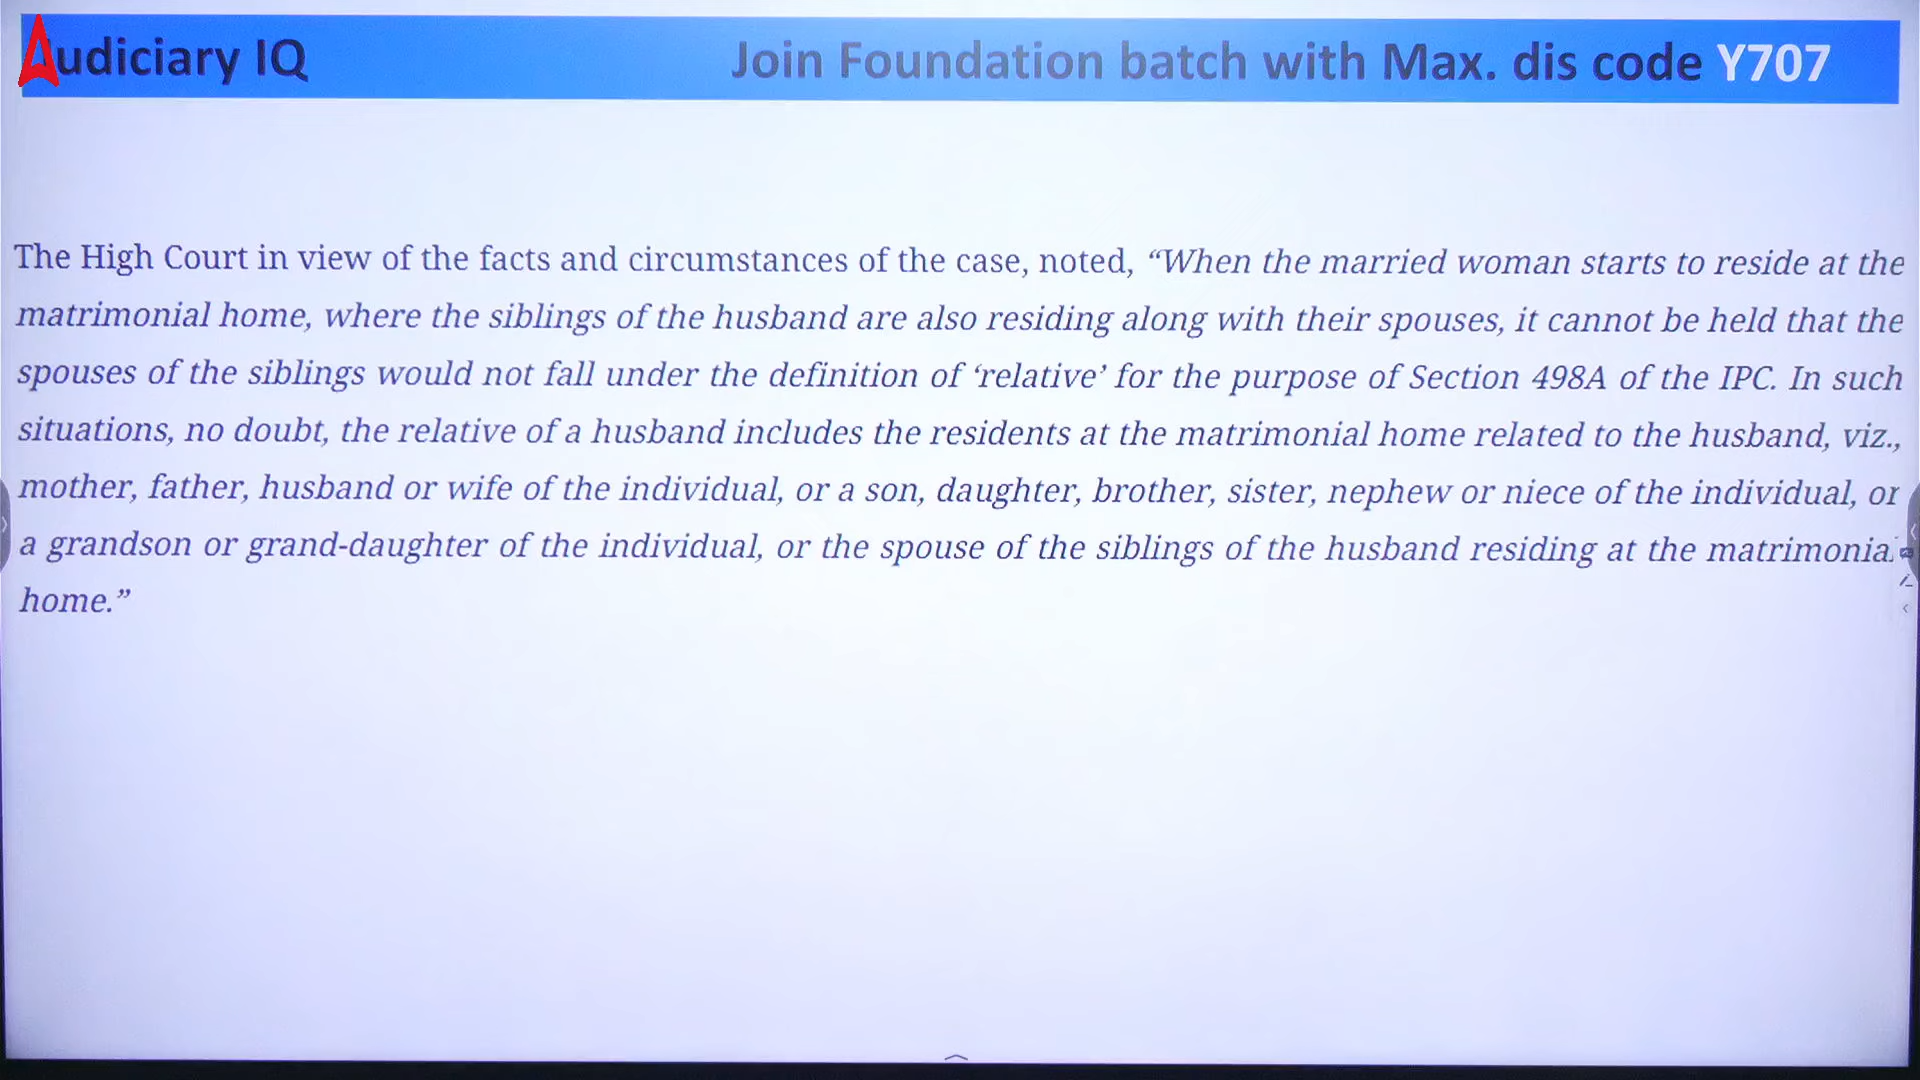 Audiciary IQ
Join Foundation batch with Max. dis code Y707
The High Court in view of the facts and circumstances of the case, noted, “When the married woman starts to reside at the
matrimonial home, where the siblings of the husband are also residing along with their spouses, it cannot be held that the
spouses of the siblings would not fall under the definition of ‘relative’ for the purpose of Section 498A of the IPC. In such
situations, no doubt, the relative of a husband includes the residents at the matrimonial home related to the husband, viz.,
mother, father, husband or wife of the individual, or a son, daughter, brother, sister, nephew or niece of the individual, or
a grandson or grand-daughter of the individual, or the spouse of the siblings of the husband residing at the matrimonial
home.”